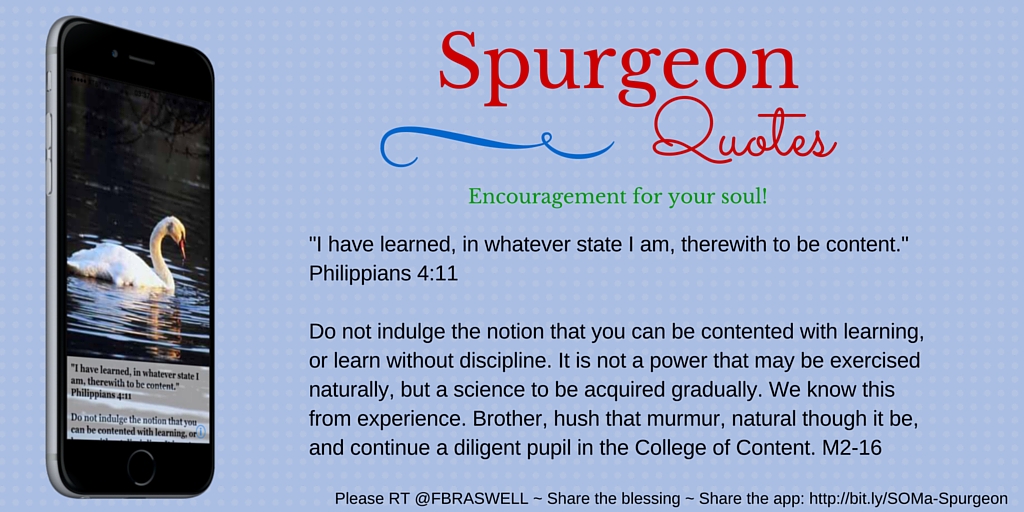 Spurgeon
Quotes
Encouragement for your soul!
"I have learned, in whatever state I am, therewith to be content."
Philippians 4:11
Do not indulge the notion that you can be contented with learning,
or learn without discipline. It is not a power that may be exercised
naturally, but a science to be acquired gradually. We know this
from experience. Brother, hush that murmur, natural though it be,
and continue a diligent pupil in the College of Content. M2-16
"I have learned, in whatever state I
am, therewith to be content."
Philippians 4:11
Do not indulge the notion that you
can be contented with learning, or
Please RT @FBRASWELL ~ Share the blessing ~ Share the app: http://bit.ly/SOMa-Spurgeon